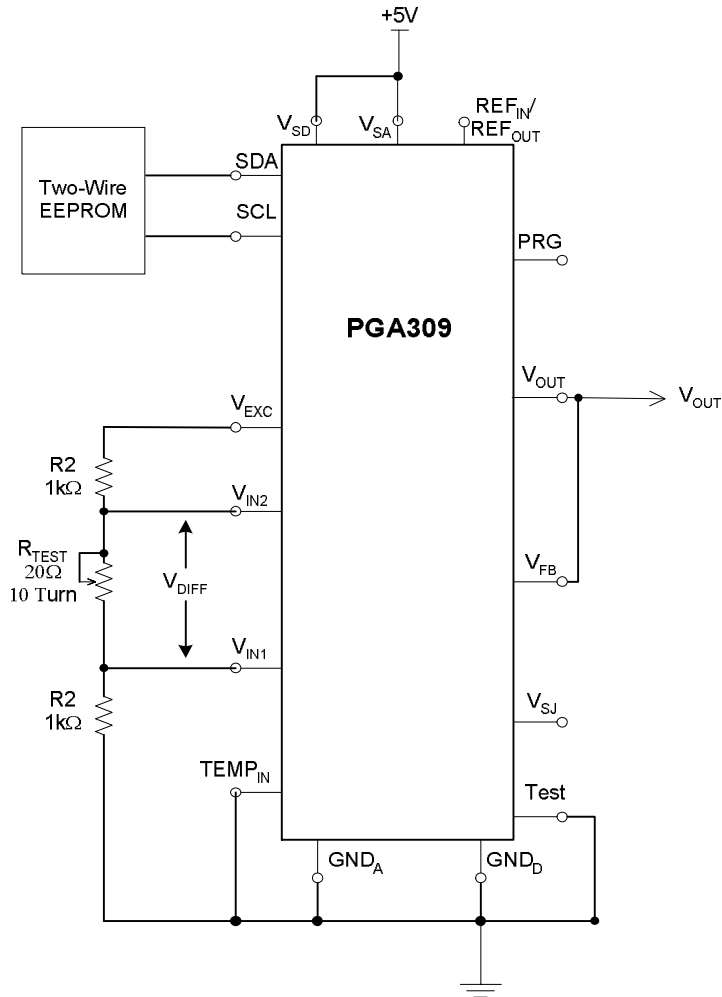 +5V
V_SD
V_SA
REF_IN/
REF_OUT
Two-Wire
EEPROM
SDA
SCL
PRG
PGA309
V_OUT
V_OUT
V_EXC
R2
1kΩ
V_IN2
R_TEST
20Ω
10 Turn
V_DIFF
V_FB
V_IN1
R2
1kΩ
V_SJ
TEMP_IN
Test
GND_A
GND_D